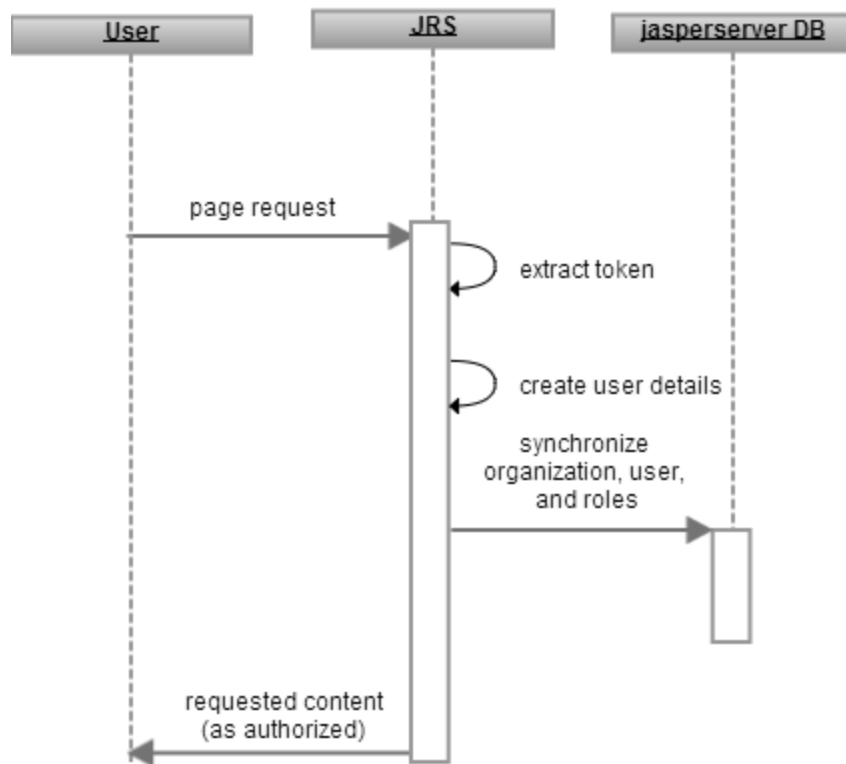 User
JRS
jasperserver DB
page request
extract token
create user details
synchronize
organization, user,
and roles
requested content
(as authorized)